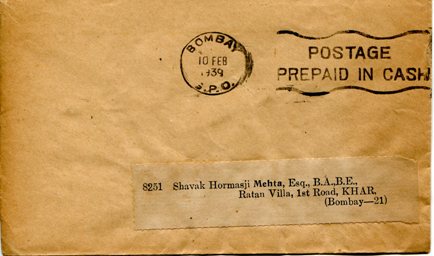 BOMBAY
10 FEB
1939
G.P.O.
POSTAGE
PREPAID IN CASH
8251 Shavak Hormasji Mehta, Esq., B.A.,B.E.,
Ratan Villa, 1st Road, KHAR,
(Bombay—21)